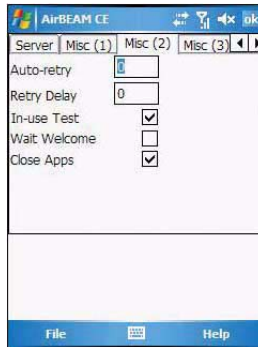 AirBEAM CE ok
Server Misc (1) Misc (2) Misc (3)
Auto-retry 0
Retry Delay 0
In-use Test
Wait Welcome
Close Apps
File Help